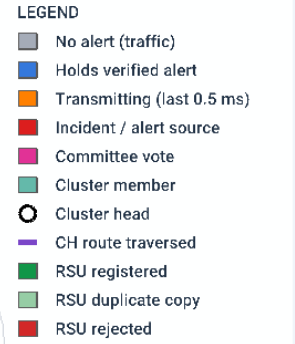 LEGEND
No alert (traffic)
Holds verified alert
Transmitting (last 0.5 ms)
Incident / alert source
Committee vote
Cluster member
Cluster head
CH route traversed
RSU registered
RSU duplicate copy
RSU rejected